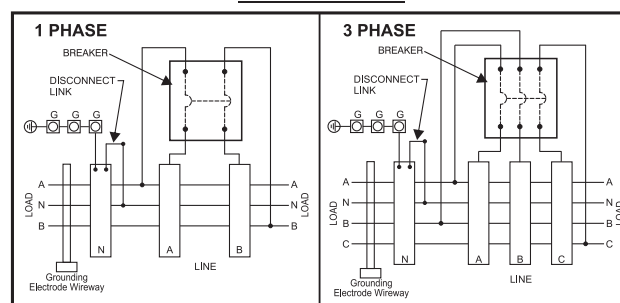 1 PHASE
BREAKER
DISCONNECT
LINK
G G G
A
N
B
LOAD
A
N
B
LOAD
N
A
B
LINE
Grounding
Electrode Wireway
3 PHASE
BREAKER
DISCONNECT
LINK
G G G
A
N
B
C
LOAD
A
N
B
C
LOAD
N
A
B
C
LINE
Grounding
Electrode Wireway